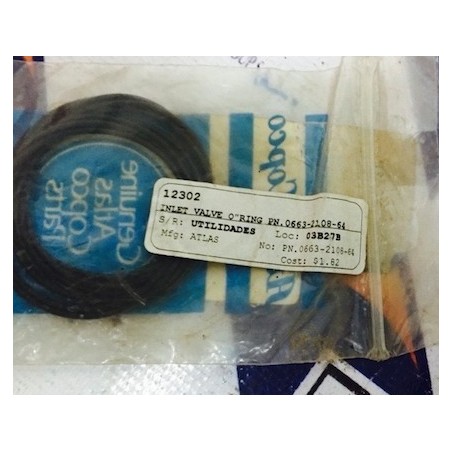 12302
INLET VALVE O"RING PN.0663-2108-64
S/R: UTILIDADES Loc: 03B27B
Mfg: ATLAS No: PN.0663-2108-64
Cost: $1.82
Genuine
Atlas
Copco
Parts
Copco